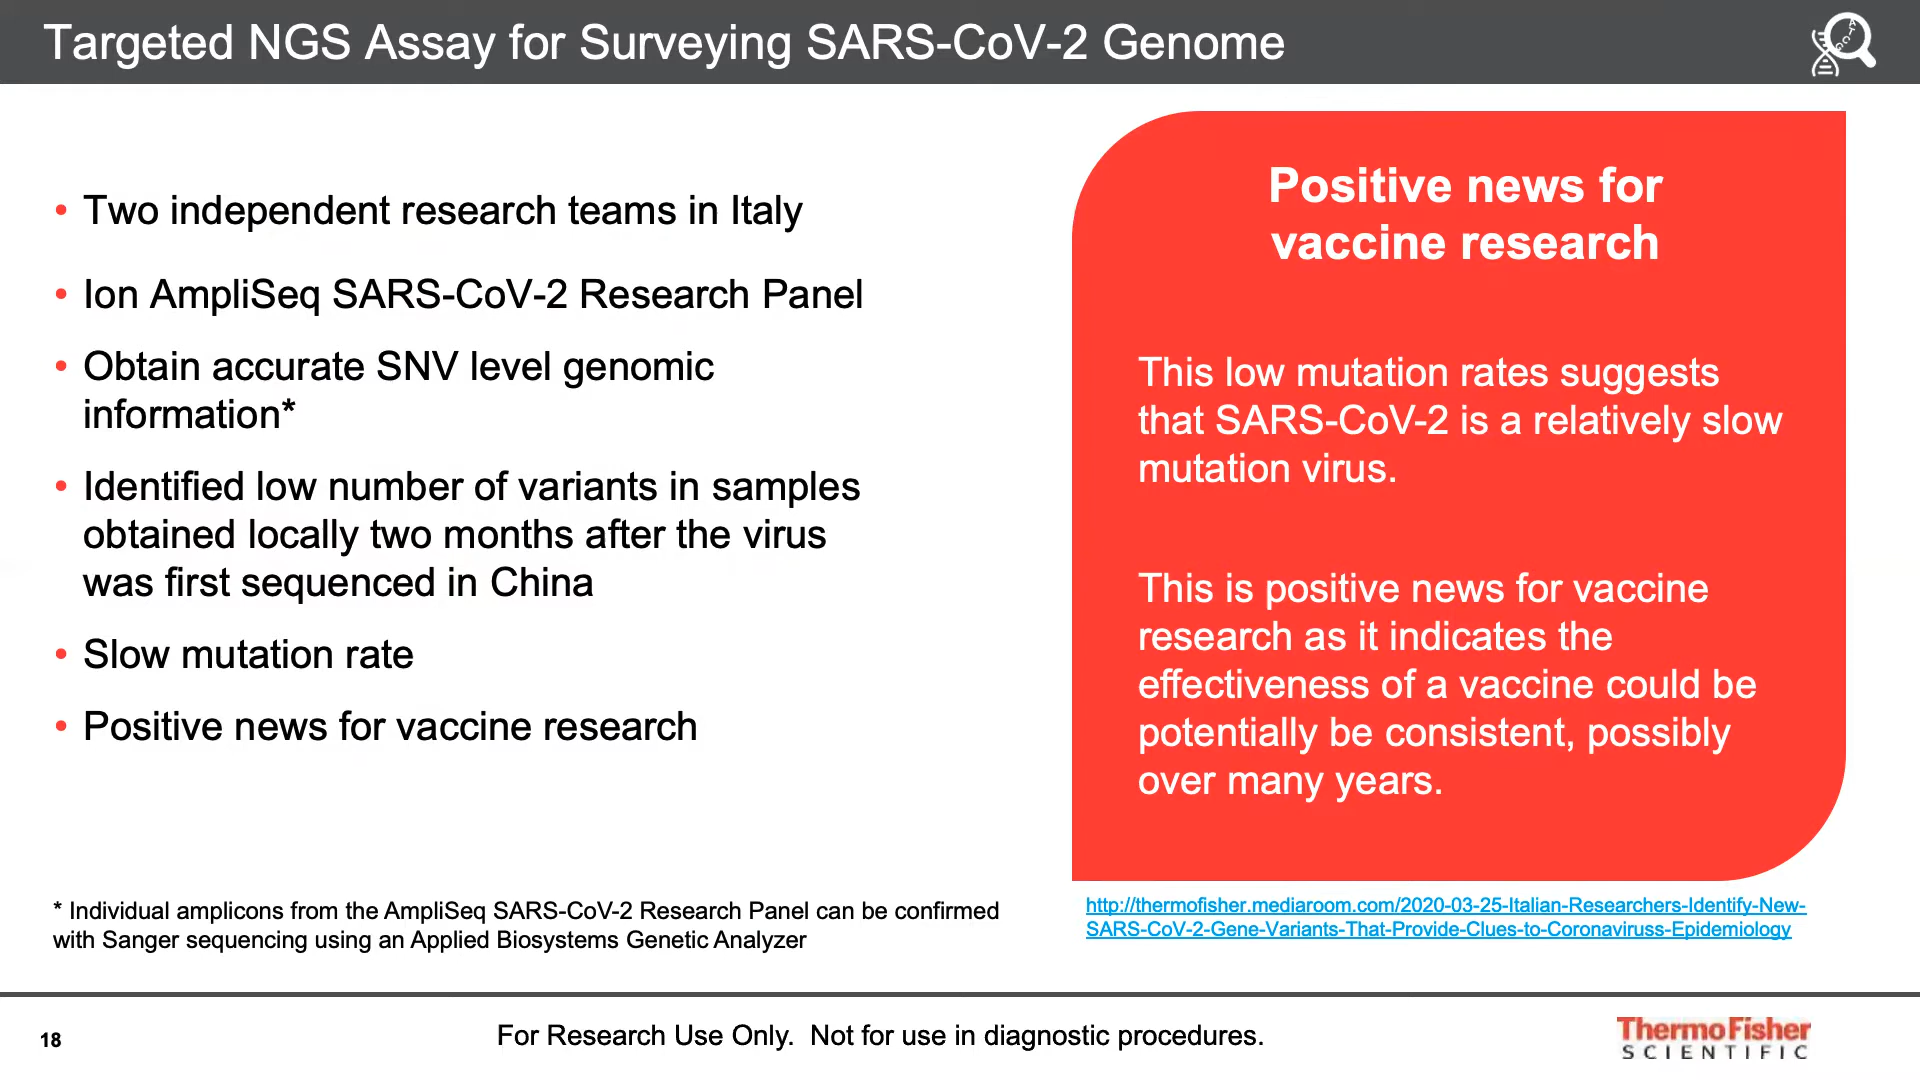 Targeted NGS Assay for Surveying SARS-CoV-2 Genome
• Two independent research teams in Italy
• Ion AmpliSeq SARS-CoV-2 Research Panel
• Obtain accurate SNV level genomic
information*
• Identified low number of variants in samples
obtained locally two months after the virus
was first sequenced in China
• Slow mutation rate
• Positive news for vaccine research
* Individual amplicons from the AmpliSeq SARS-CoV-2 Research Panel can be confirmed
with Sanger sequencing using an Applied Biosystems Genetic Analyzer
Positive news for
vaccine research
This low mutation rates suggests
that SARS-CoV-2 is a relatively slow
mutation virus.
This is positive news for vaccine
research as it indicates the
effectiveness of a vaccine could be
potentially be consistent, possibly
over many years.
http://thermofisher.mediaroom.com/2020-03-25-Italian-Researchers-Identify-New-
SARS-CoV-2-Gene-Variants-That-Provide-Clues-to-Coronaviruss-Epidemiology
18
For Research Use Only.  Not for use in diagnostic procedures.
ThermoFisher
SCIENTIFIC